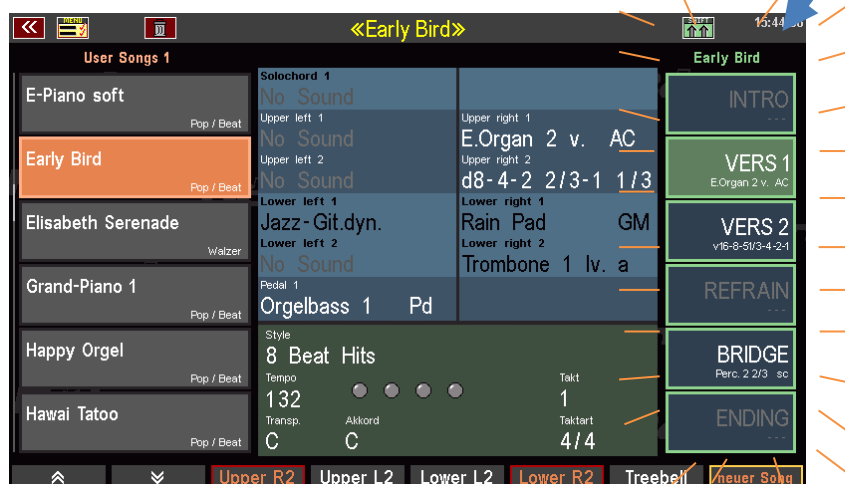 MENU
«Early Bird»
SHIFT
User Songs 1
Early Bird
E-Piano soft
Pop / Beat
Early Bird
Pop / Beat
Elisabeth Serenade
Walzer
Grand-Piano 1
Pop / Beat
Happy Orgel
Pop / Beat
Hawai Tatoo
Pop / Beat
Solochord 1
No Sound
Upper left 1
No Sound
Upper right 1
E.Organ 2 v. AC
Upper left 2
No Sound
Upper right 2
d8-4-2 2/3-1 1/3
Lower left 1
Jazz-Git.dyn.
Lower right 1
Rain Pad GM
Lower left 2
No Sound
Lower right 2
Trombone 1 lv. a
Pedal 1
Orgelbass 1 Pd
Style
8 Beat Hits
Tempo
132
Takt
1
Transp.
C
Akkord
C
Taktart
4/4
INTRO
---
VERS 1
E.Organ 2 v. AC
VERS 2
v16-8-51/3-4-2-1
REFRAIN
---
BRIDGE
Perc. 2 2/3 sc
ENDING
---
Upper R2 Upper L2 Lower L2 Lower R2 Treebell neuer Song